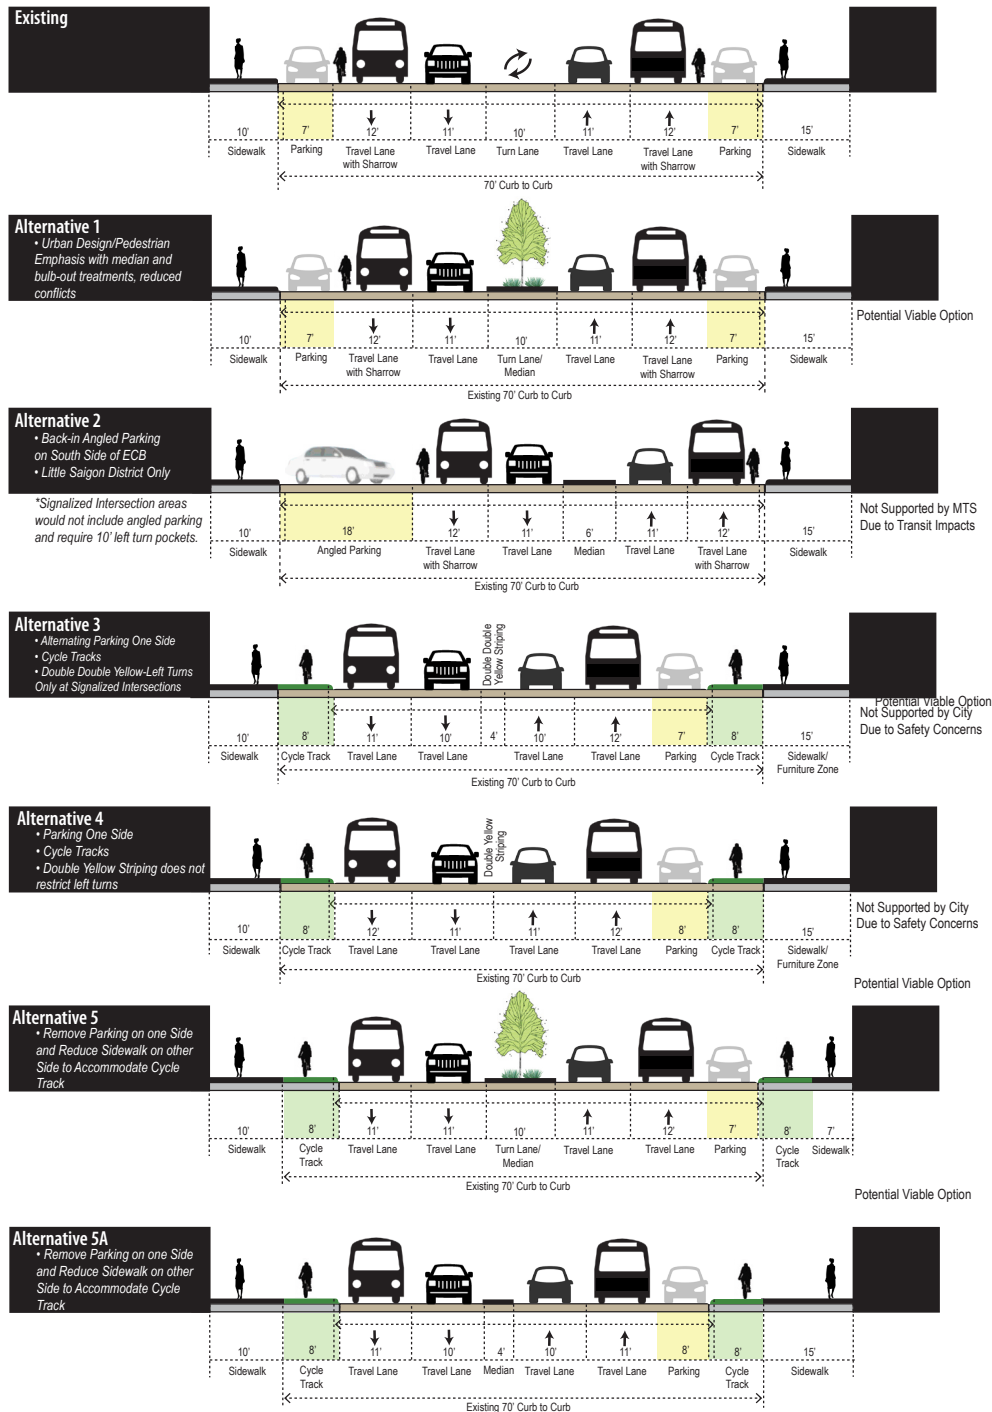 Existing
10' 7' 12' 11' 10' 11' 12' 7' 15'
Sidewalk Parking Travel Lane Travel Lane Turn Lane Travel Lane Travel Lane Parking Sidewalk
with Sharrow with Sharrow
70' Curb to Curb
Alternative 1
• Urban Design/Pedestrian
Emphasis with median and
bulb-out treatments, reduced
conflicts
Potential Viable Option
10' 7' 12' 11' 10' 11' 12' 7' 15'
Sidewalk Parking Travel Lane Travel Lane Turn Lane/ Travel Lane Travel Lane Parking Sidewalk
with Sharrow Median with Sharrow
Existing 70' Curb to Curb
Alternative 2
• Back-in Angled Parking
on South Side of ECB
• Little Saigon District Only
*Signalized Intersection areas
would not include angled parking
and require 10' left turn pockets.
Not Supported by MTS
Due to Transit Impacts
10' 18' 12' 11' 6' 11' 12' 15'
Sidewalk Angled Parking Travel Lane Travel Lane Median Travel Lane Travel Lane Sidewalk
with Sharrow with Sharrow
Existing 70' Curb to Curb
Alternative 3
• Alternating Parking One Side
• Cycle Tracks
• Double Double Yellow-Left Turns
Only at Signalized Intersections
Double Double
Yellow Striping
Potential Viable Option
Not Supported by City
Due to Safety Concerns
10' 8' 11' 10' 4' 10' 12' 7' 8' 15'
Sidewalk Cycle Track Travel Lane Travel Lane Travel Lane Travel Lane Parking Cycle Track Sidewalk/
Furniture Zone
Existing 70' Curb to Curb
Alternative 4
• Parking One Side
• Cycle Tracks
• Double Yellow Striping does not
restrict left turns
Double Yellow
Striping
Not Supported by City
Due to Safety Concerns
10' 8' 12' 11' 11' 12' 8' 8' 15'
Sidewalk Cycle Track Travel Lane Travel Lane Travel Lane Travel Lane Parking Cycle Track Sidewalk/
Furniture Zone
Existing 70' Curb to Curb
Potential Viable Option
Alternative 5
• Remove Parking on one Side
and Reduce Sidewalk on other
Side to Accommodate Cycle
Track
10' 8' 11' 11' 10' 11' 12' 7' 8' 7'
Sidewalk Cycle Travel Lane Travel Lane Turn Lane/ Travel Lane Travel Lane Parking Cycle Sidewalk
Track Median Track
Existing 70' Curb to Curb
Potential Viable Option
Alternative 5A
• Remove Parking on one Side
and Reduce Sidewalk on other
Side to Accommodate Cycle
Track
10' 8' 11' 10' 4' 10' 11' 8' 8' 15'
Sidewalk Cycle Travel Lane Travel Lane Median Travel Lane Travel Lane Parking Cycle Sidewalk
Track Track
Existing 70' Curb to Curb